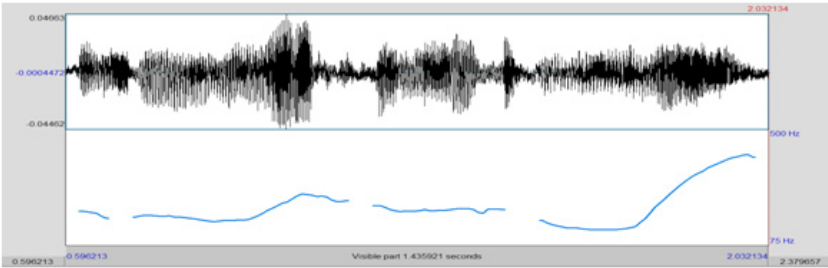 2.032134
0.04663
-0.0004472
-0.04462
500 Hz
75 Hz
0.596213 0.596213 Visible part 1.435921 seconds 2.032134 2.379657